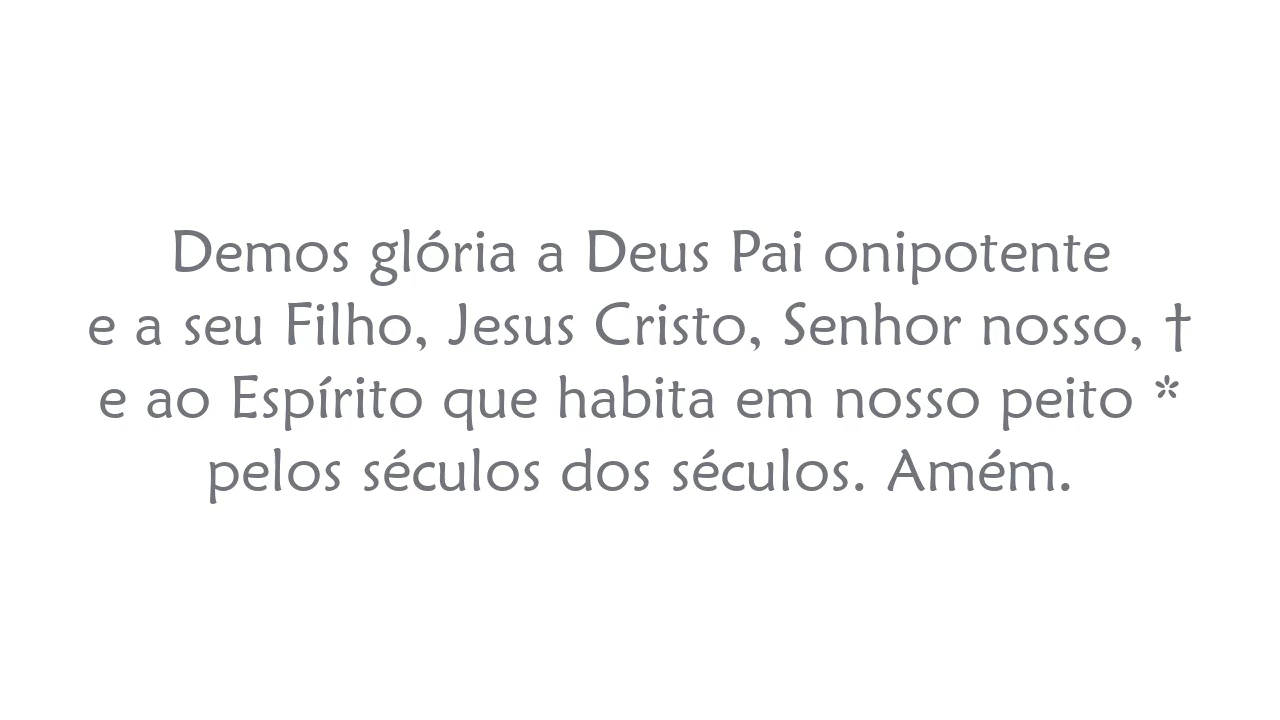 Demos glória a Deus Pai onipotente
e a seu Filho, Jesus Cristo, Senhor nosso, †
e ao Espírito que habita em nosso peito *
pelos séculos dos séculos. Amém.